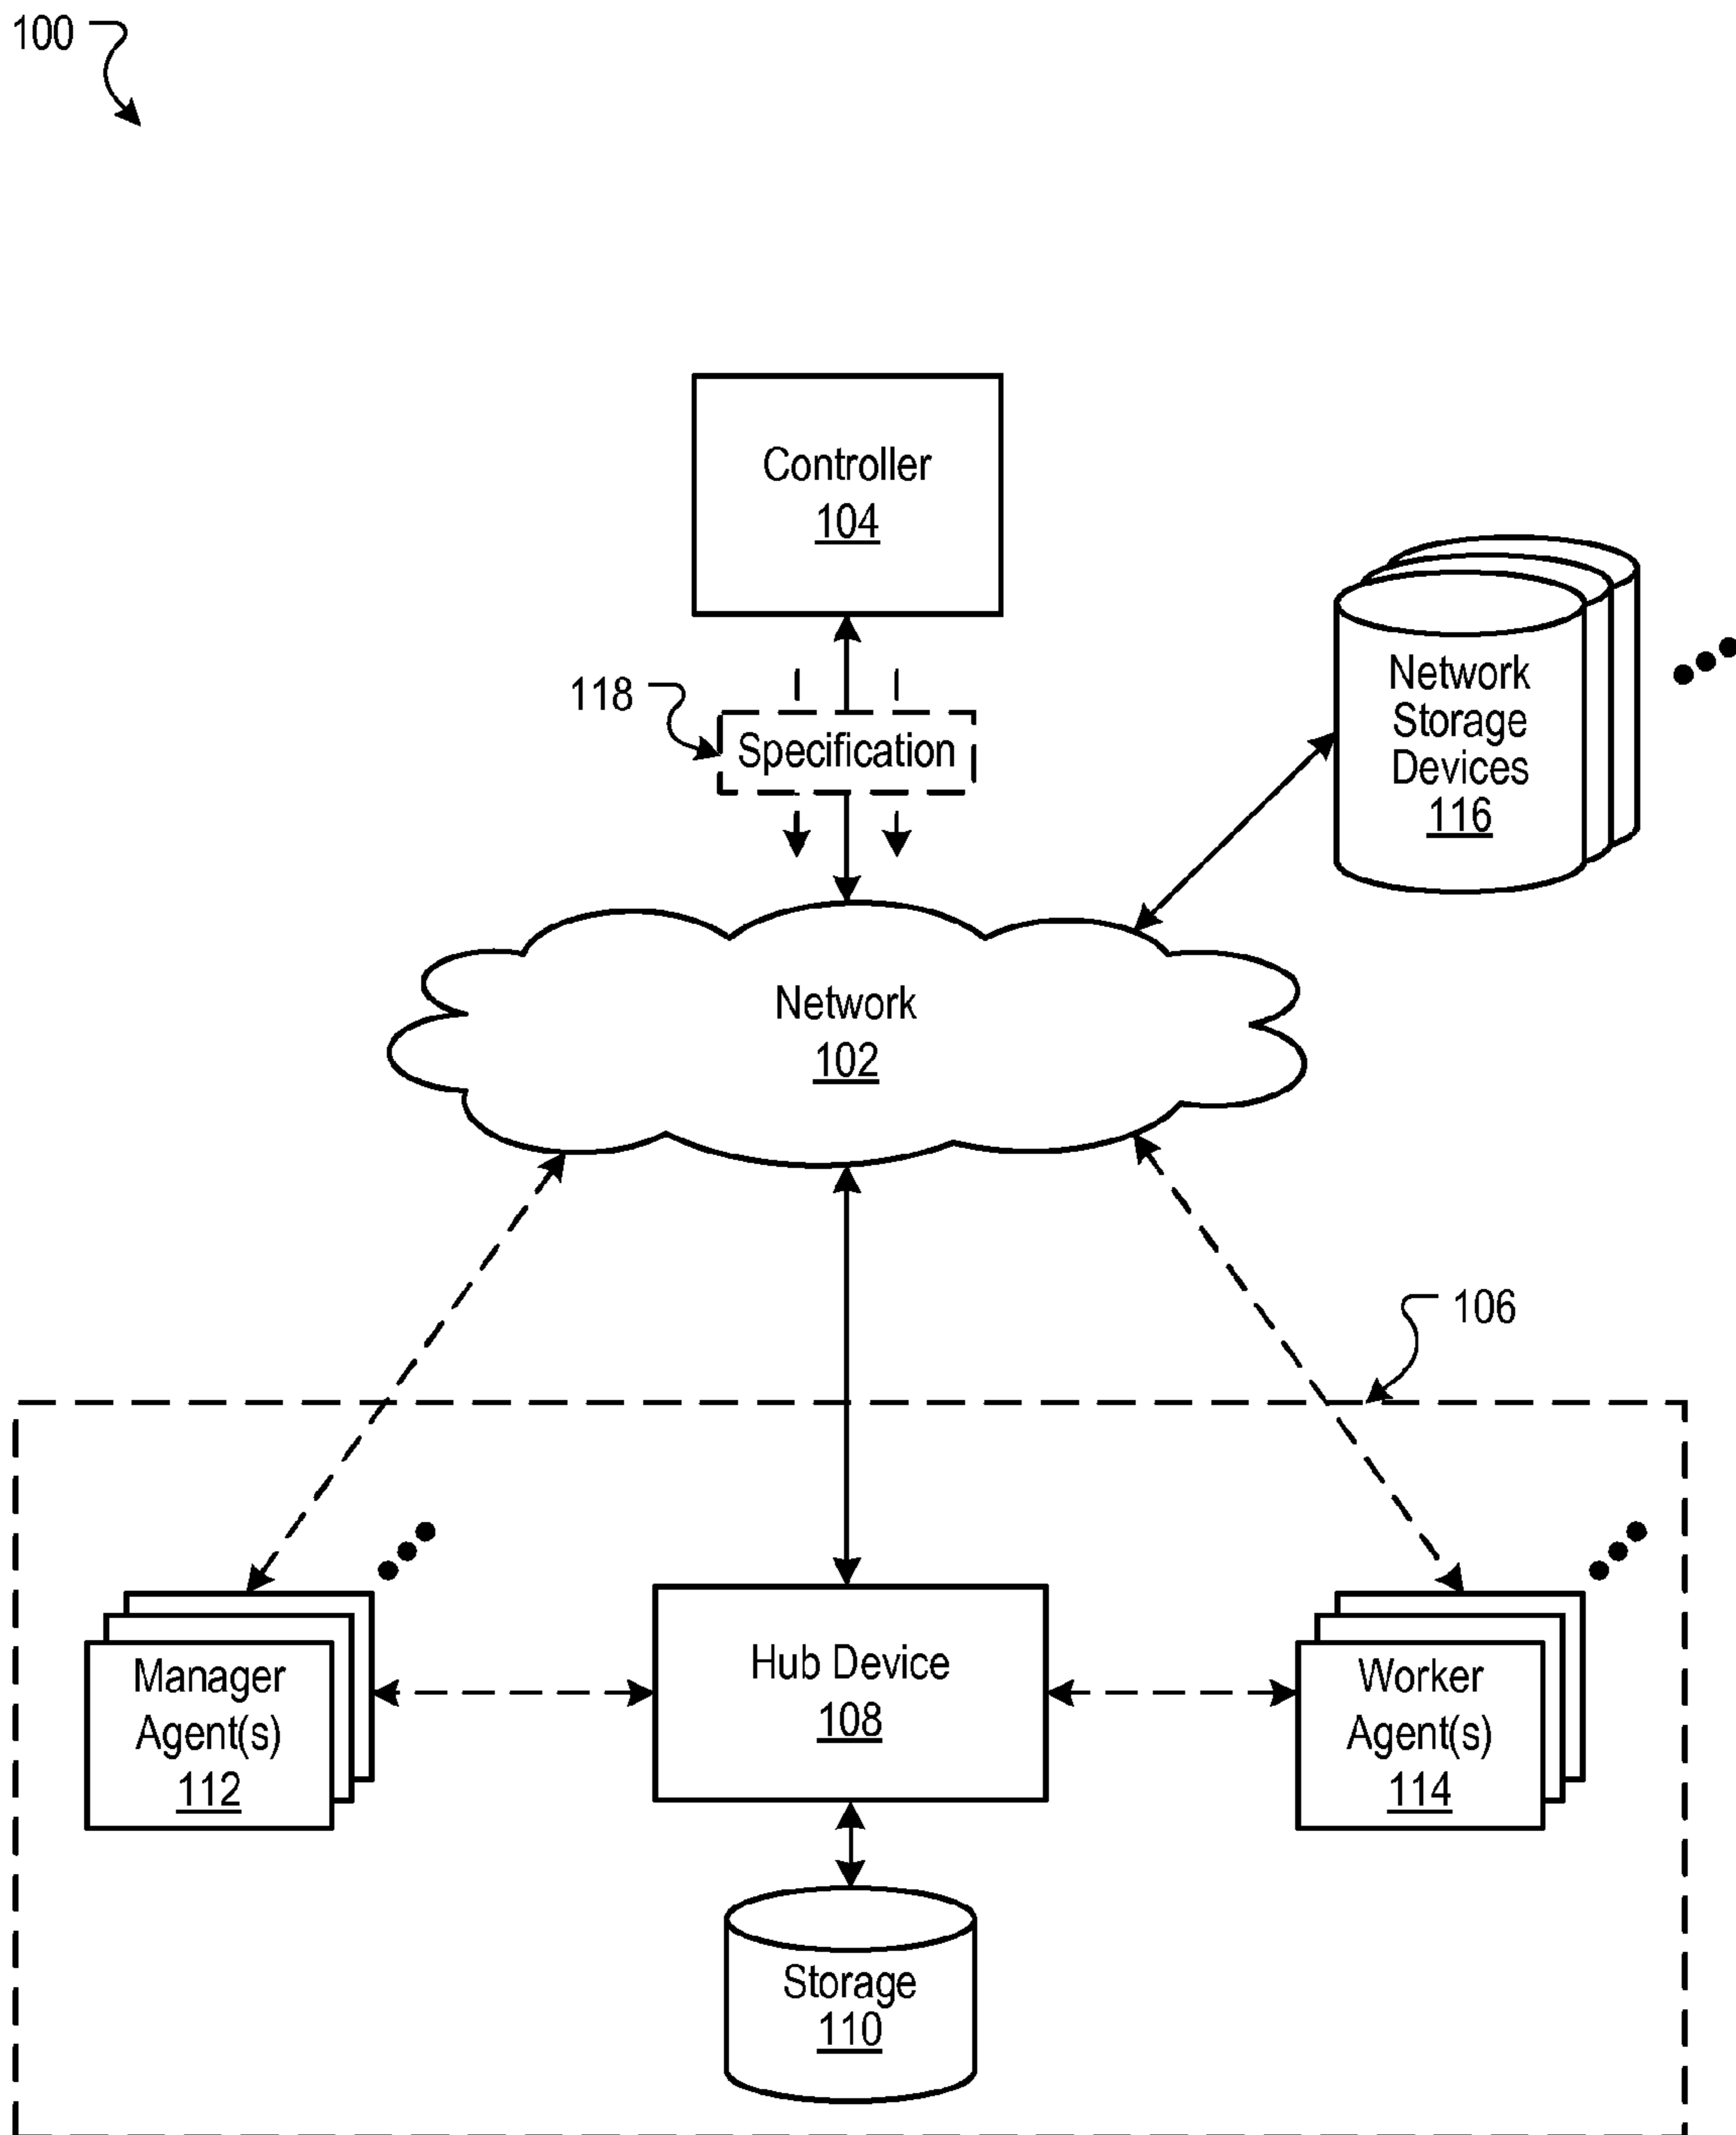 100
Controller
104
118
Specification
Network
Storage
Devices
116
Network
102
106
Manager
Agent(s)
112
Hub Device
108
Worker
Agent(s)
114
Storage
110